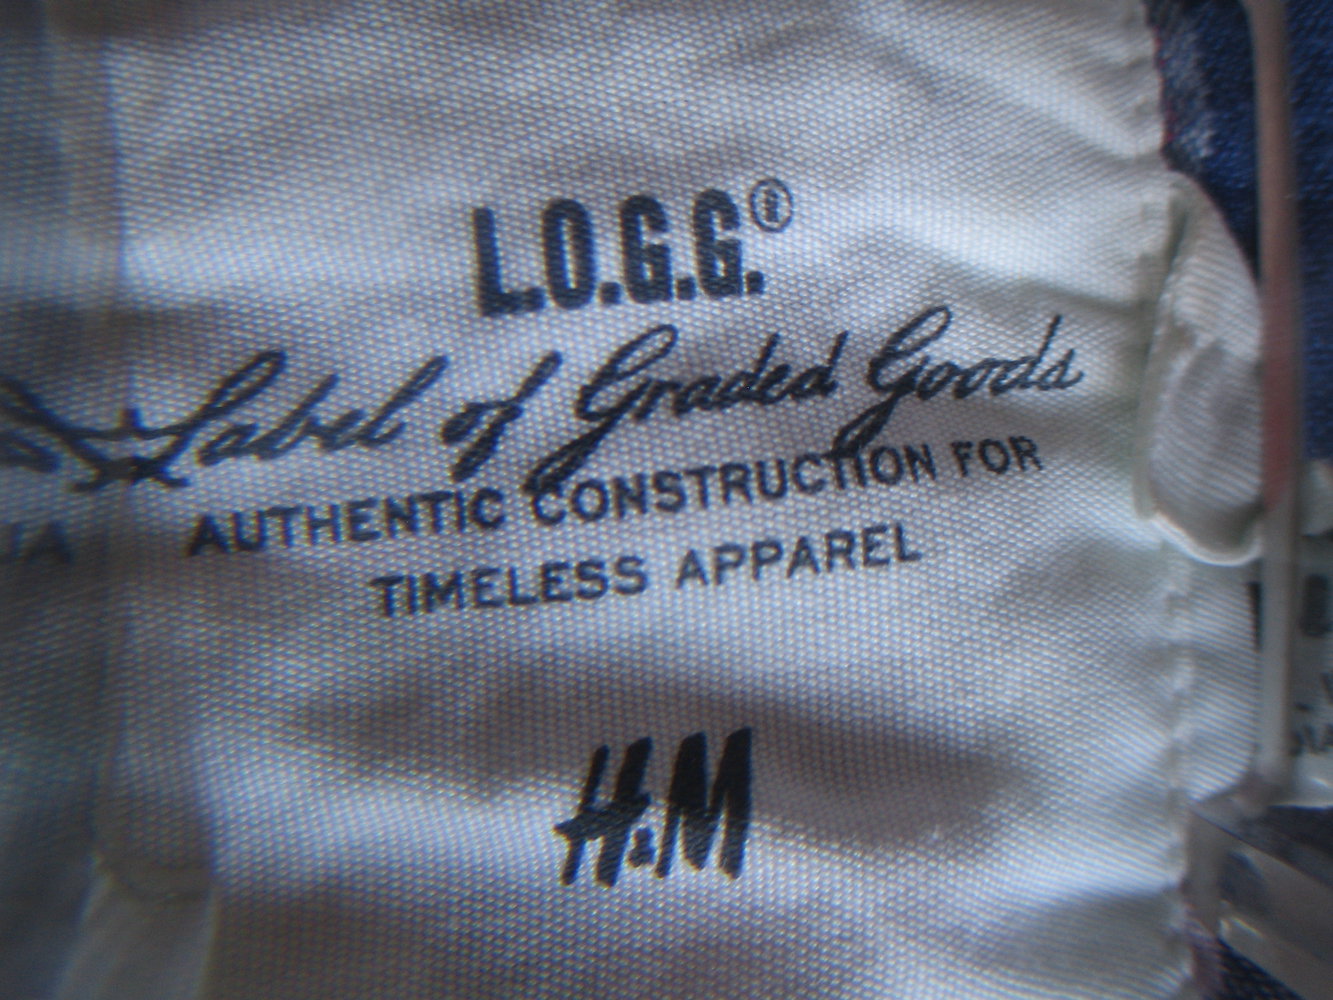 L.O.G.G.®
Label of Graded Goods
AUTHENTIC CONSTRUCTION FOR
TIMELESS APPAREL
H&M